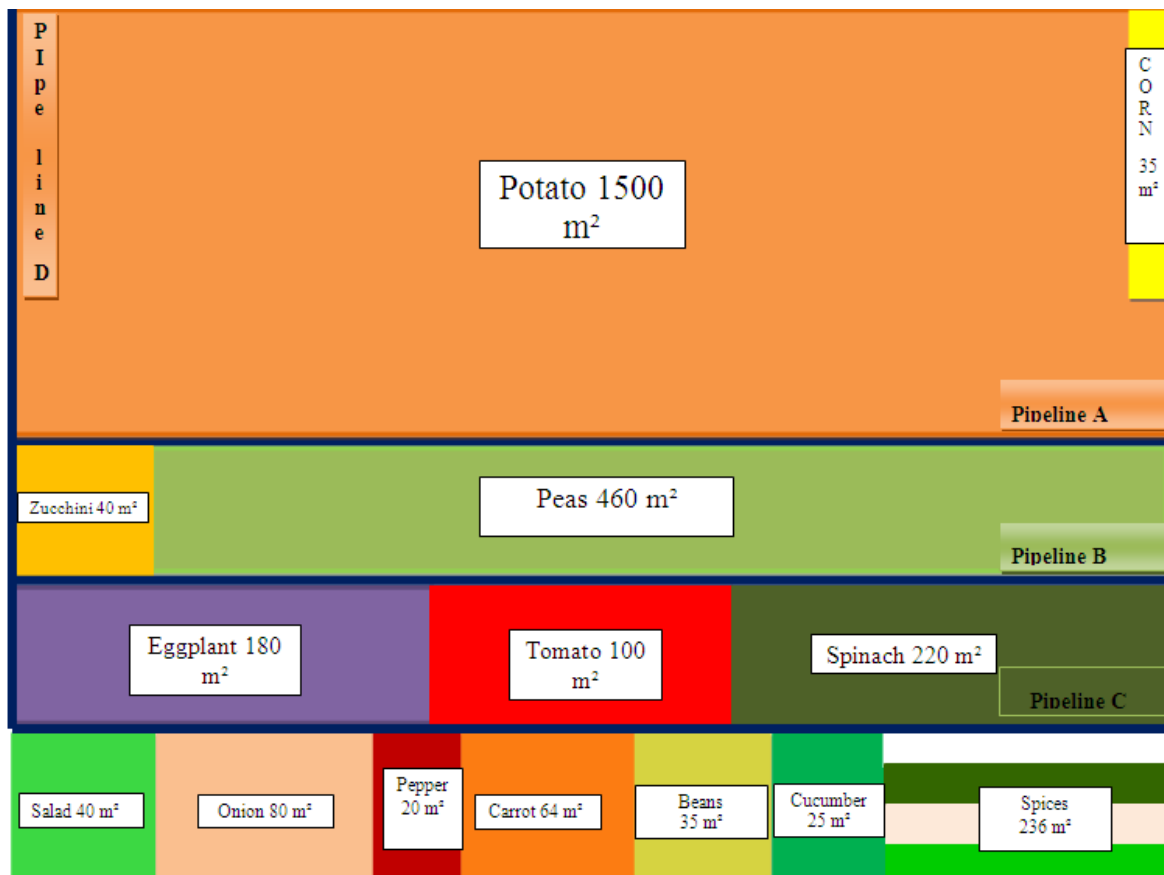 PIpe line D
CORN 35 m²
Potato 1500
m²
Pipeline A
Zucchini 40 m²
Peas 460 m²
Pipeline B
Eggplant 180
m²
Tomato 100
m²
Spinach 220 m²
Pipeline C
Salad 40 m²
Onion 80 m²
Pepper
20 m²
Carrot 64 m²
Beans
35 m²
Cucumber
25 m²
Spices
236 m²